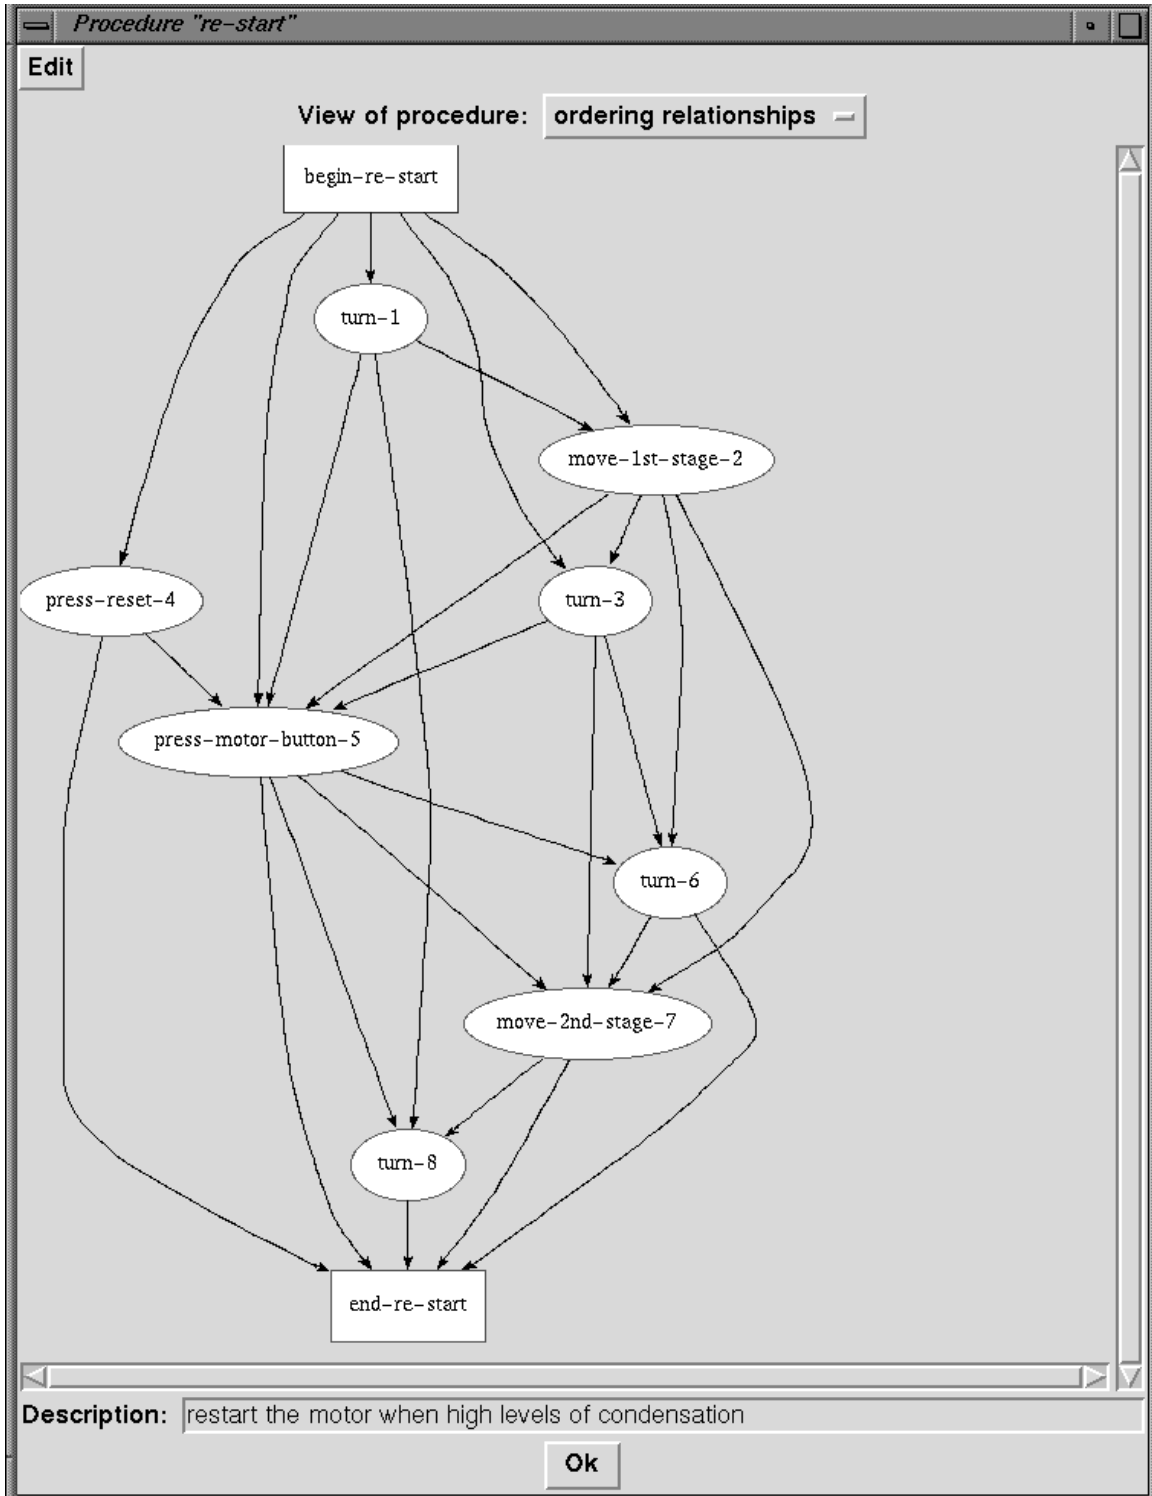 Procedure "re-start"
Edit
View of procedure: ordering relationships
begin-re-start
turn-1
move-1st-stage-2
press-reset-4
turn-3
press-motor-button-5
turn-6
move-2nd-stage-7
turn-8
end-re-start
Description: restart the motor when high levels of condensation
Ok